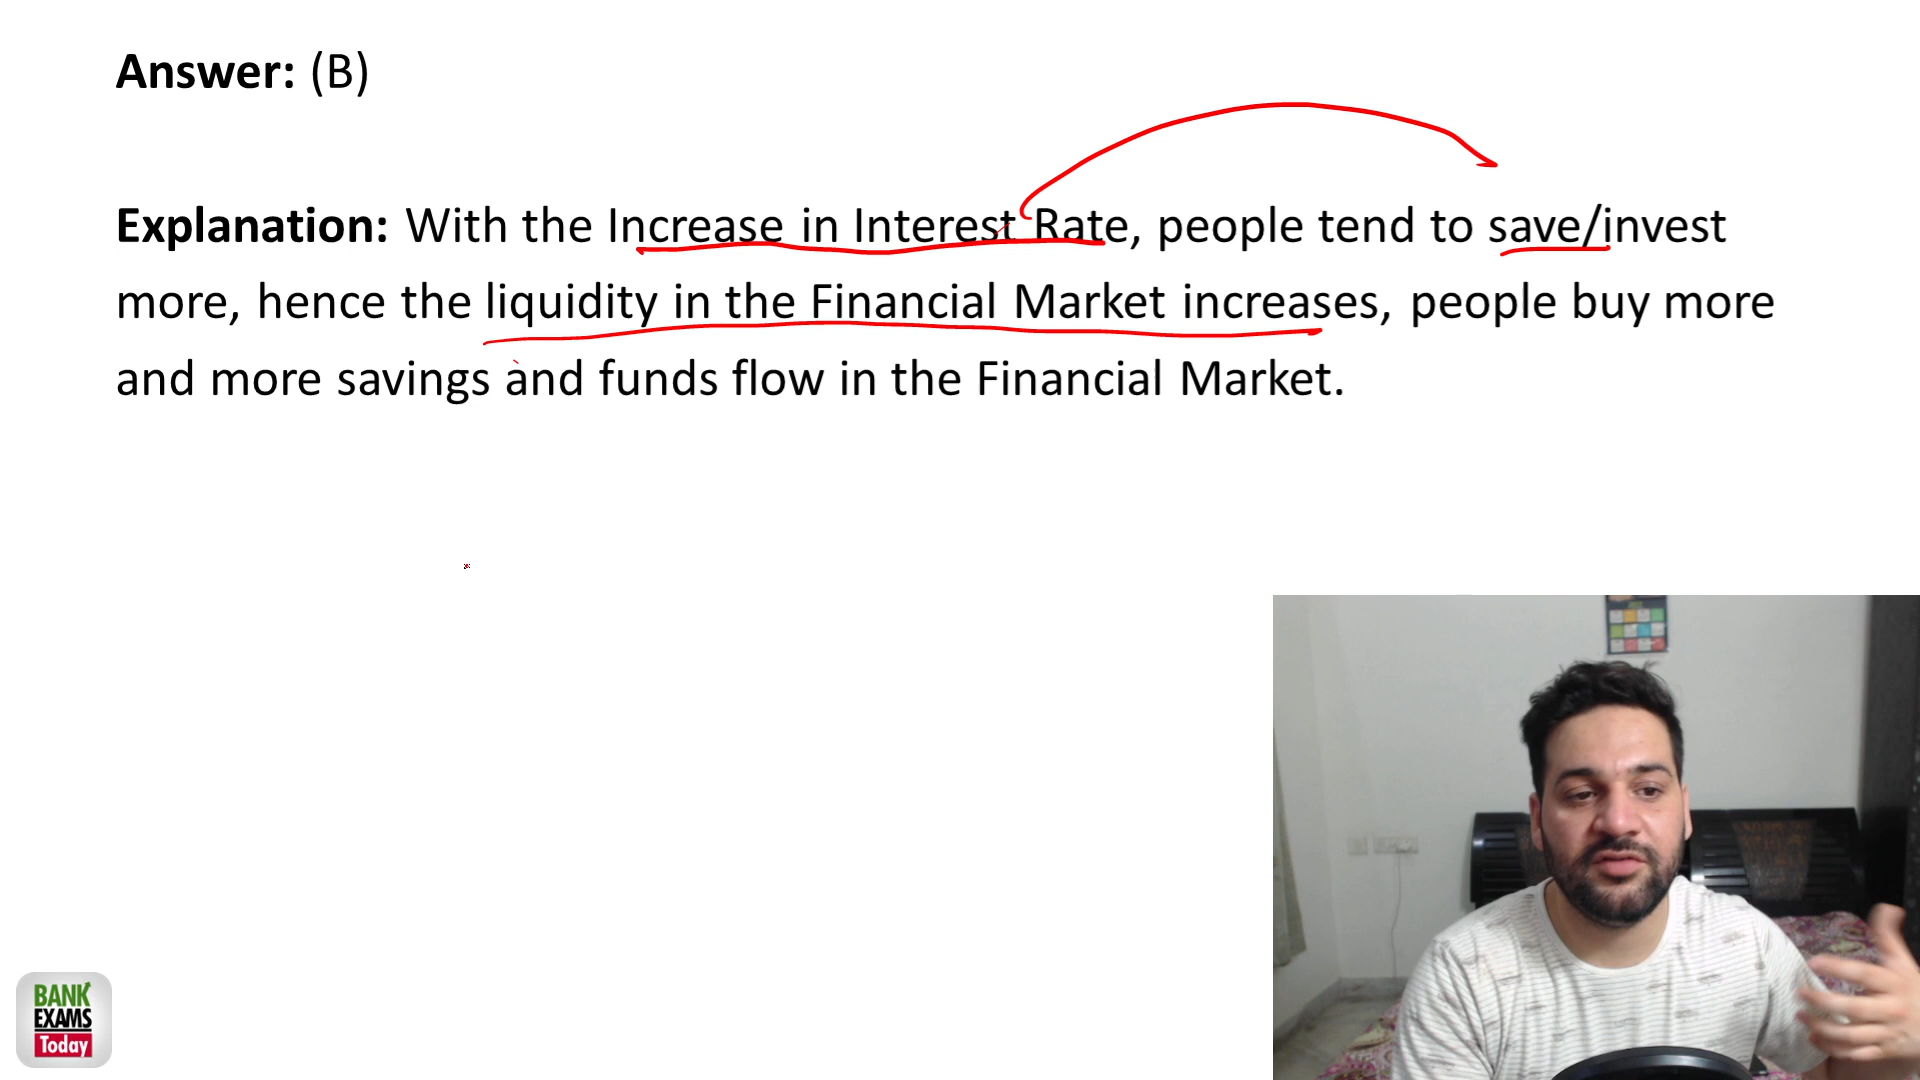 Answer: (B)
Explanation: With the Increase in Interest Rate, people tend to save/invest
more, hence the liquidity in the Financial Market increases, people buy more
and more savings and funds flow in the Financial Market.
BANK
EXAMS
Today